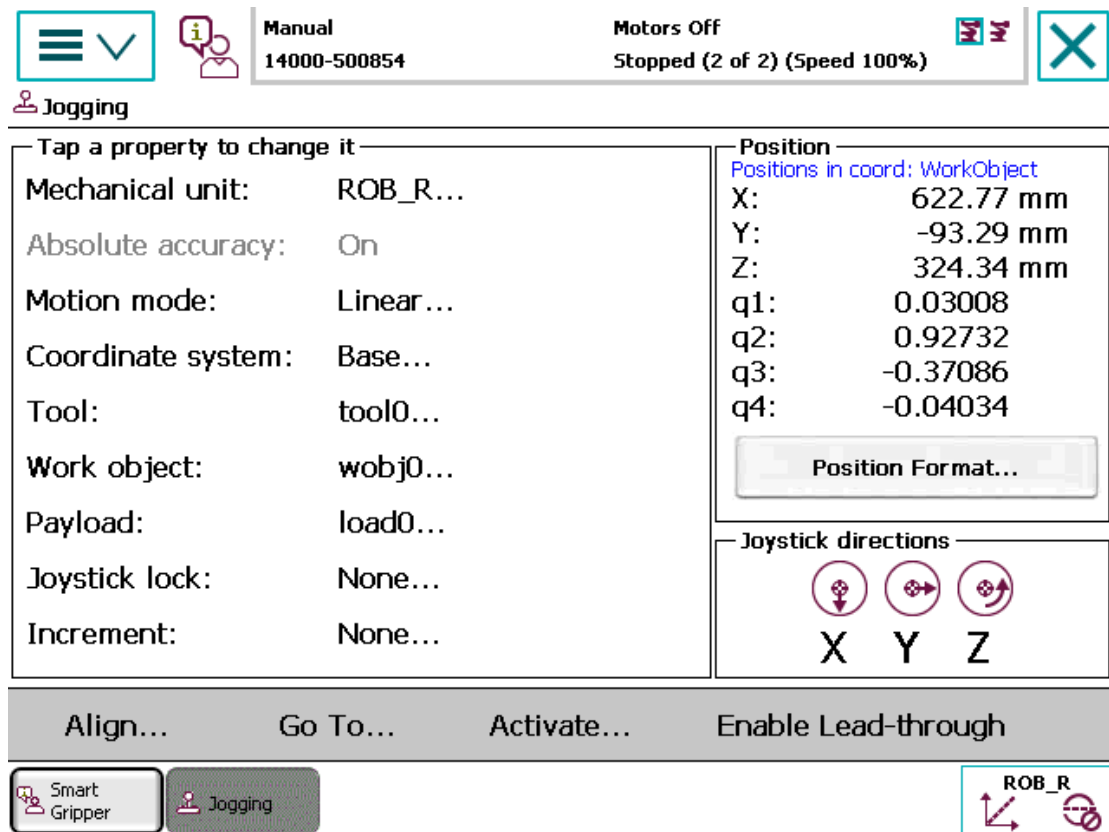 Manual
14000-500854
Motors Off
Stopped (2 of 2) (Speed 100%)
Jogging
Tap a property to change it
Mechanical unit: ROB_R...
Absolute accuracy: On
Motion mode: Linear...
Coordinate system: Base...
Tool: tool0...
Work object: wobj0...
Payload: load0...
Joystick lock: None...
Increment: None...
Position
Positions in coord: WorkObject
X: 622.77 mm
Y: -93.29 mm
Z: 324.34 mm
q1: 0.03008
q2: 0.92732
q3: -0.37086
q4: -0.04034
Position Format...
Joystick directions
X Y Z
Align... Go To... Activate... Enable Lead-through
Smart
Gripper
Jogging
ROB_R